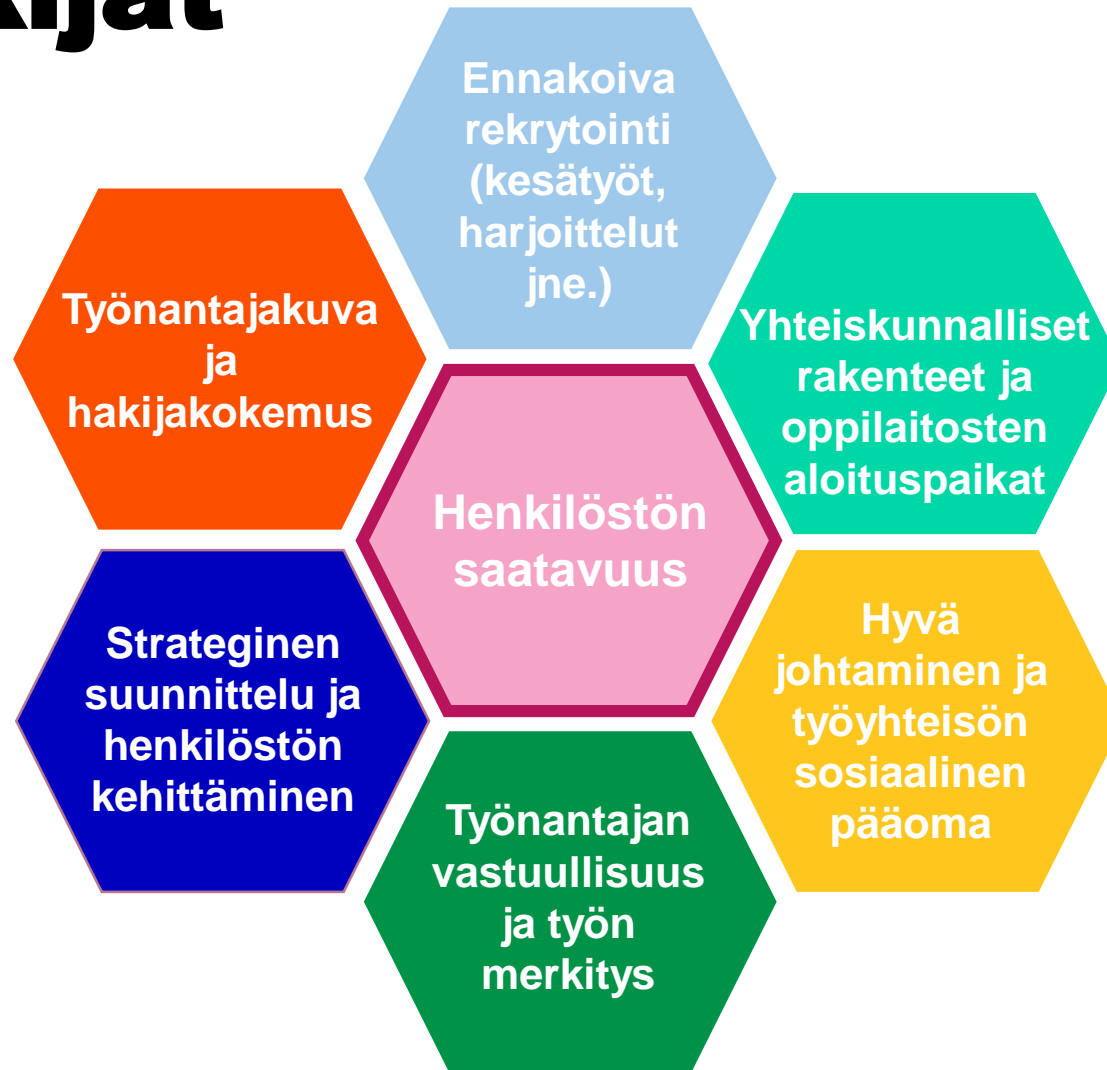 Ennakoiva
rekrytointi
(kesätyöt,
harjoittelut
jne.)
Työnantajakuva
ja
hakijakokemus
Yhteiskunnalliset
rakenteet ja
oppilaitosten
aloituspaikat
Henkilöstön
saatavuus
Strateginen
suunnittelu ja
henkilöstön
kehittäminen
Hyvä
johtaminen ja
työyhteisön
sosiaalinen
pääoma
Työnantajan
vastuullisuus
ja työn
merkitys